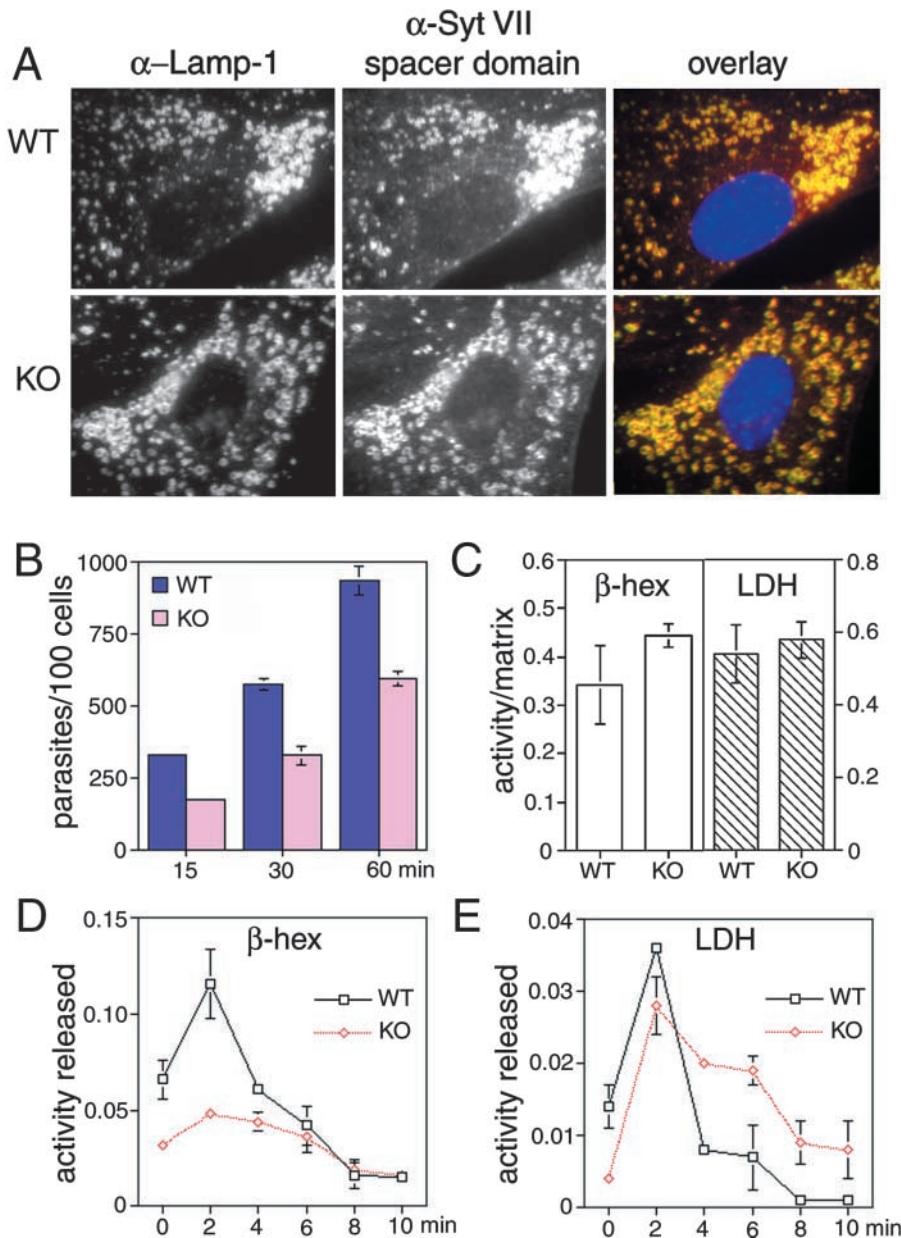 A
α–Lamp-1
α-Syt VII
spacer domain
overlay
WT
KO
B
parasites/100 cells
1000
750
500
250
0
WT
KO
15
30
60 min
C
activity/matrix
0.6
0.5
0.4
0.3
0.2
0.1
0
β-hex
LDH
0.8
0.6
0.4
0.2
0
WT
KO
WT
KO
D
activity released
0.15
0.10
0.05
0
β-hex
WT
KO
0
2
4
6
8
10 min
E
activity released
0.04
0.03
0.02
0.01
0
LDH
WT
KO
0
2
4
6
8
10 min